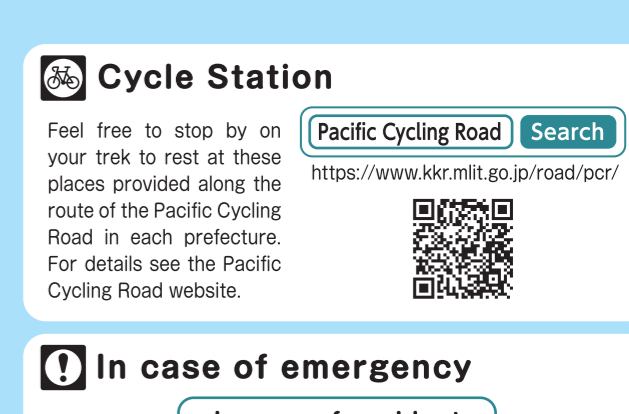 Cycle Station
Feel free to stop by on
your trek to rest at these
places provided along the
route of the Pacific Cycling
Road in each prefecture.
For details see the Pacific
Cycling Road website.
Pacific Cycling Road Search
https://www.kkr.mlit.go.jp/road/pcr/
In case of emergency